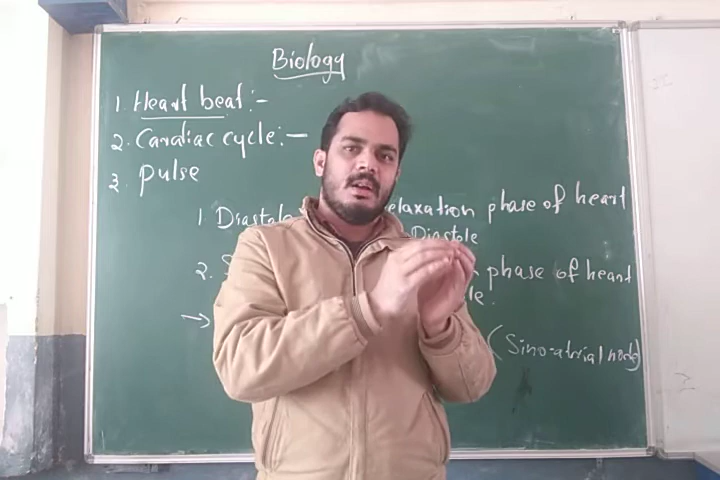 Biology
1. Heart beat :-
2. Cardiac cycle :-
3. Pulse
1 Diastole elaxation phase of heart
Diastole
2. phase of heart
le.
→ (Sino-atrial node)